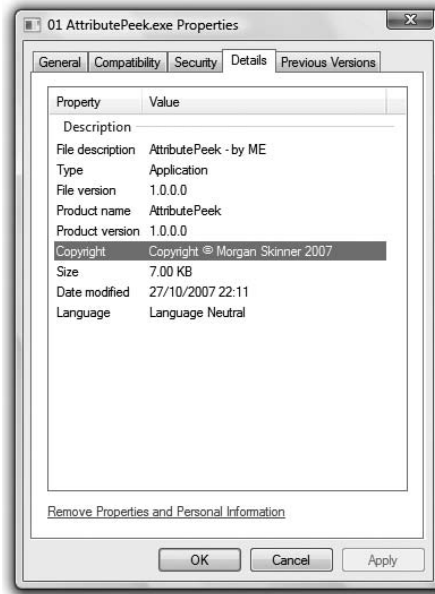 01 AttributePeek.exe Properties
General Compatibility Security Details Previous Versions
Property Value
Description
File description AttributePeek - by ME
Type Application
File version 1.0.0.0
Product name AttributePeek
Product version 1.0.0.0
Copyright Copyright © Morgan Skinner 2007
Size 7.00 KB
Date modified 27/10/2007 22:11
Language Language Neutral
Remove Properties and Personal Information
OK Cancel Apply